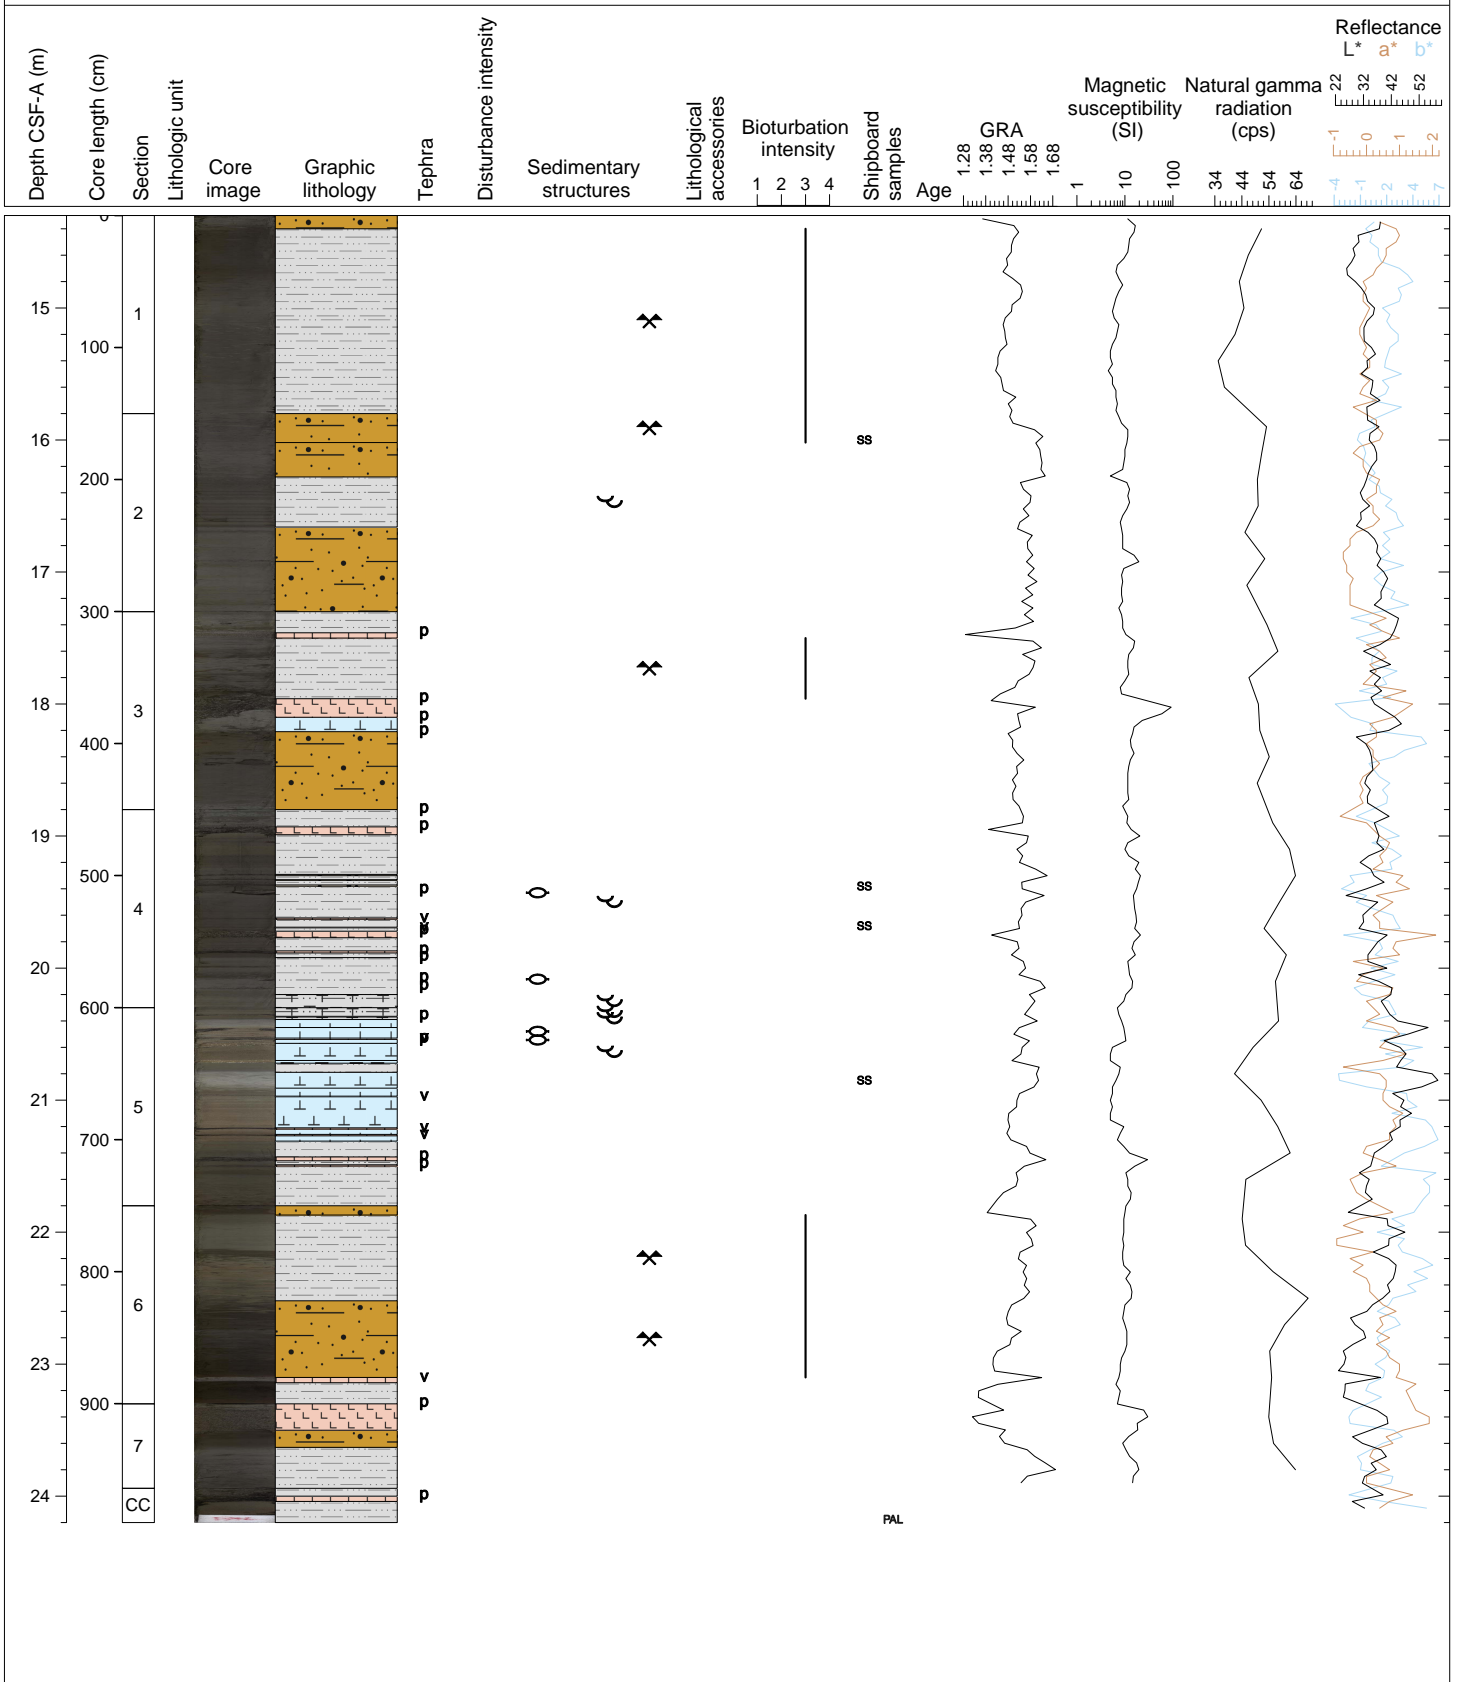 Depth CSF-A (m)
Core length (cm)
Section
Lithologic unit
Core
image
Graphic
lithology
Tephra
Disturbance intensity
Sedimentary
structures
Lithological
accessories
Bioturbation
intensity
1 2 3 4
Shipboard
samples
Age
GRA
1.28 1.38 1.48 1.58 1.68
Magnetic
susceptibility
(SI)
1 10 100
Natural gamma
radiation
(cps)
34 44 54 64
Reflectance
L* a* b*
22 32 42 52
-1 0 1 2
-4 -1 2 4 7
0
15
1
100
16
ss
200
2
17
300
p
3
18
p
p
p
400
p
p
19
500
p
ss
4
v
ss
p
p
p
20
p
p
600
p
p
ss
21
v
5
v
v
700
p
p
22
800
6
23
v
p
900
7
24
p
CC
PAL